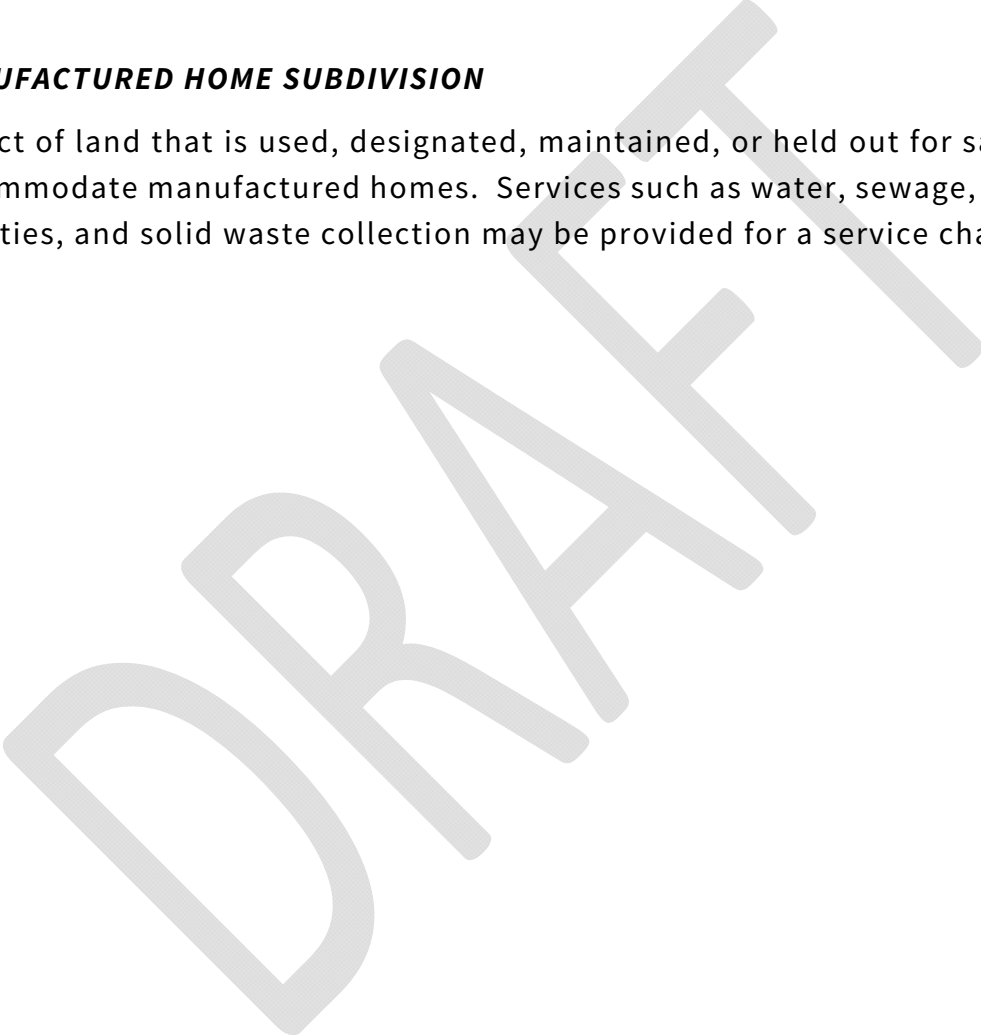 UFACTURED HOME SUBDIVISION
ct of land that is used, designated, maintained, or held out for sa
mmodate manufactured homes.  Services such as water, sewage,
ties, and solid waste collection may be provided for a service cha
DRAFT